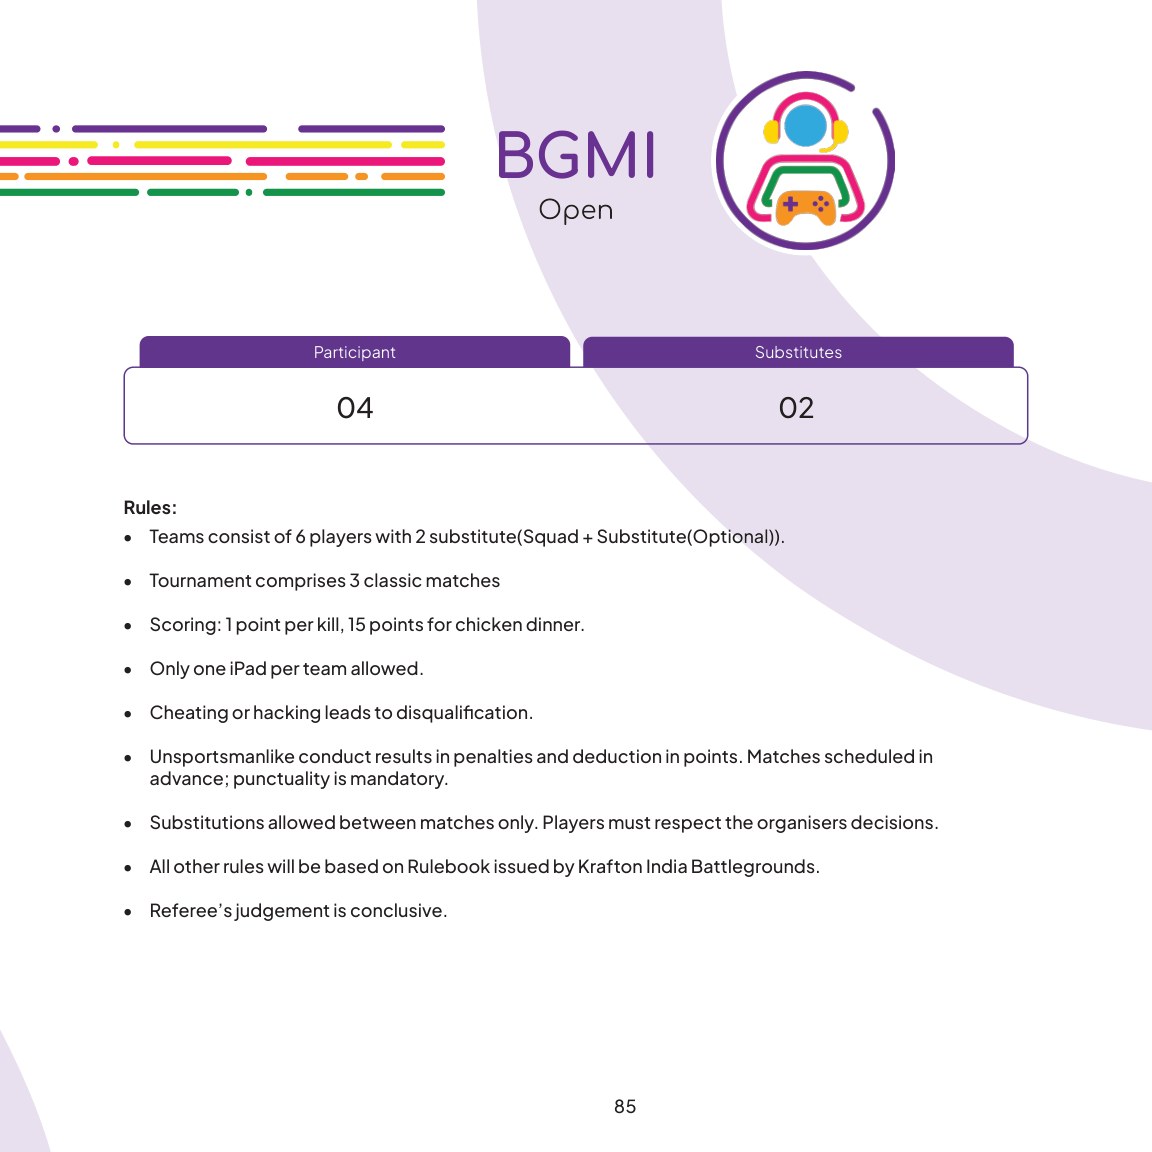 BGMI
Open
Participant
Substitutes
04
02
Rules:
• Teams consist of 6 players with 2 substitute(Squad + Substitute(Optional)).
• Tournament comprises 3 classic matches
• Scoring: 1 point per kill, 15 points for chicken dinner.
• Only one iPad per team allowed.
• Cheating or hacking leads to disqualification.
• Unsportsmanlike conduct results in penalties and deduction in points. Matches scheduled in
advance; punctuality is mandatory.
• Substitutions allowed between matches only. Players must respect the organisers decisions.
• All other rules will be based on Rulebook issued by Krafton India Battlegrounds.
• Referee’s judgement is conclusive.
85